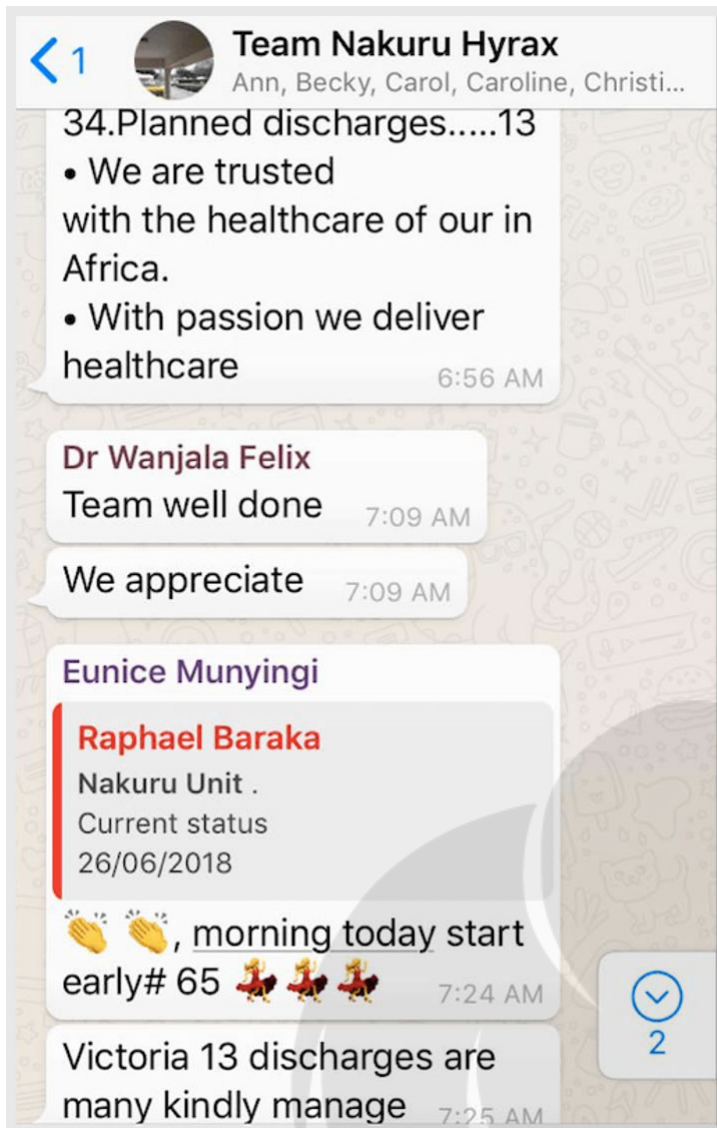 1
Team Nakuru Hyrax
Ann, Becky, Carol, Caroline, Christi...
34.Planned discharges.....13
• We are trusted
with the healthcare of our in
Africa.
• With passion we deliver
healthcare
6:56 AM
Dr Wanjala Felix
Team well done
7:09 AM
We appreciate
7:09 AM
Eunice Munyingi
Raphael Baraka
Nakuru Unit .
Current status
26/06/2018
👏 👏, morning today start
early# 65 💃 💃 💃
7:24 AM
2
Victoria 13 discharges are
many kindly manage
7:25 AM